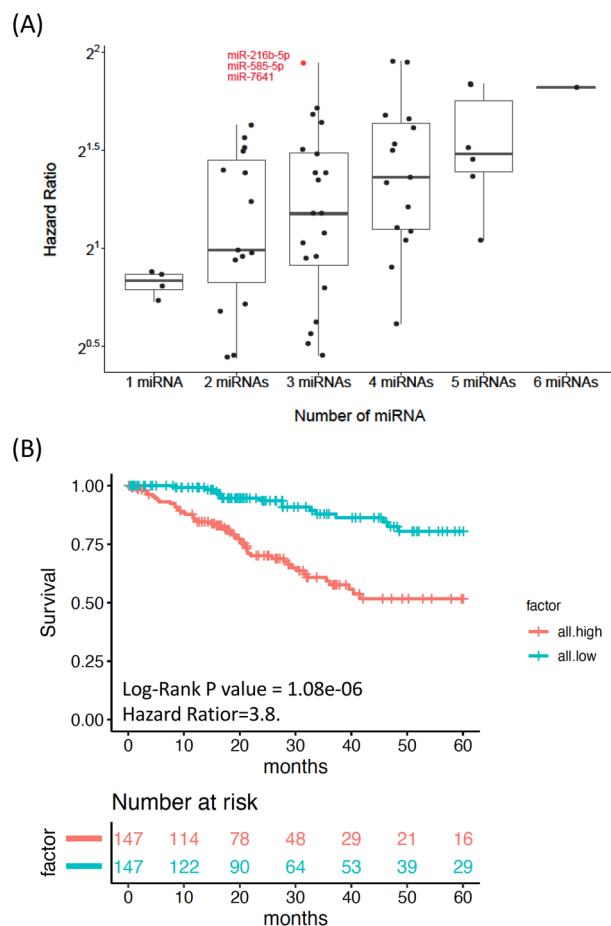 (A)
miR-216b-5p
miR-585-5p
miR-7641
Hazard Ratio
2^2
2^1.5
2^1
2^0.5
1 miRNA 2 miRNAs 3 miRNAs 4 miRNAs 5 miRNAs 6 miRNAs
Number of miRNA
(B)
Survival
1.00
0.75
0.50
0.25
0.00
Log-Rank P value = 1.08e-06
Hazard Ratior=3.8.
0 10 20 30 40 50 60
months
factor
all.high
all.low
Number at risk
factor
147 114 78 48 29 21 16
147 122 90 64 53 39 29
0 10 20 30 40 50 60
months